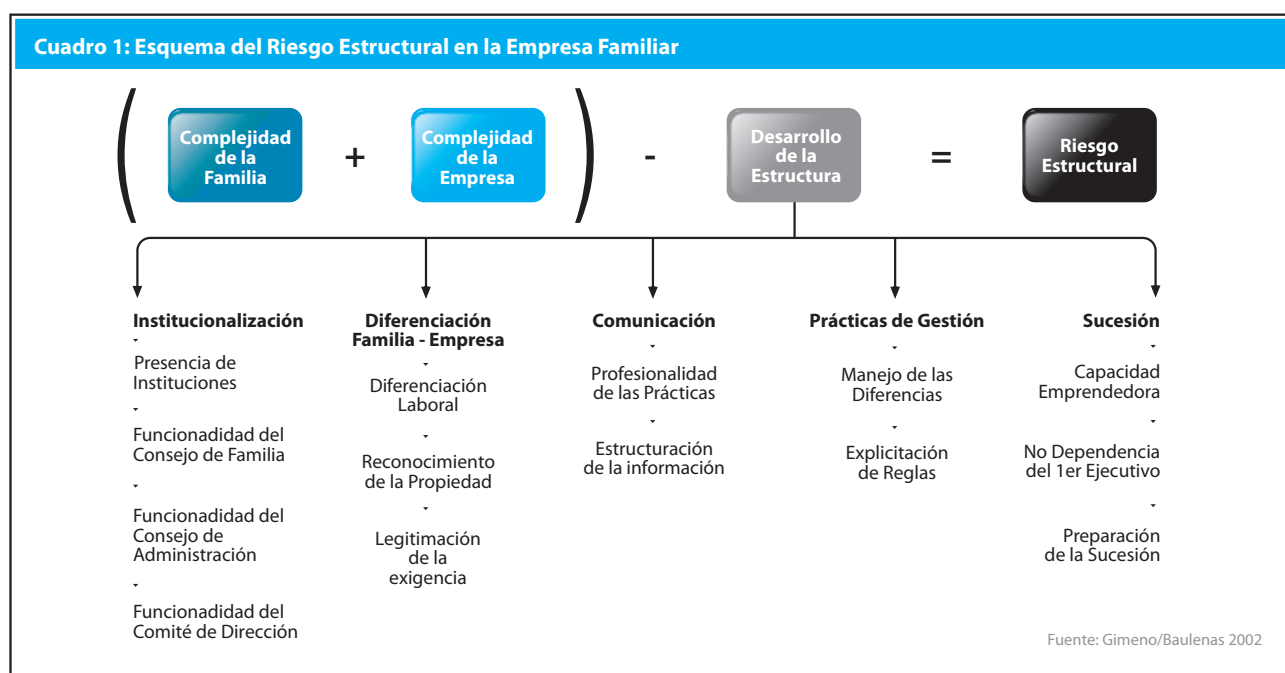 Cuadro 1: Esquema del Riesgo Estructural en la Empresa Familiar
(
Complejidad
de la
Familia
+
Complejidad
de la
Empresa
)
-
Desarrollo
de la
Estructura
=
Riesgo
Estructural
Institucionalización
Presencia de
Instituciones
Funcionadidad del
Consejo de Familia
Funcionadidad del
Consejo de
Administración
Funcionadidad del
Comité de Dirección
Diferenciación
Familia - Empresa
Diferenciación
Laboral
Reconocimiento
de la Propiedad
Legitimación
de la
exigencia
Comunicación
Profesionalidad
de las Prácticas
Estructuración
de la información
Prácticas de Gestión
Manejo de las
Diferencias
Explicitación
de Reglas
Sucesión
Capacidad
Emprendedora
No Dependencia
del 1er Ejecutivo
Preparación
de la Sucesión
Fuente: Gimeno/Baulenas 2002